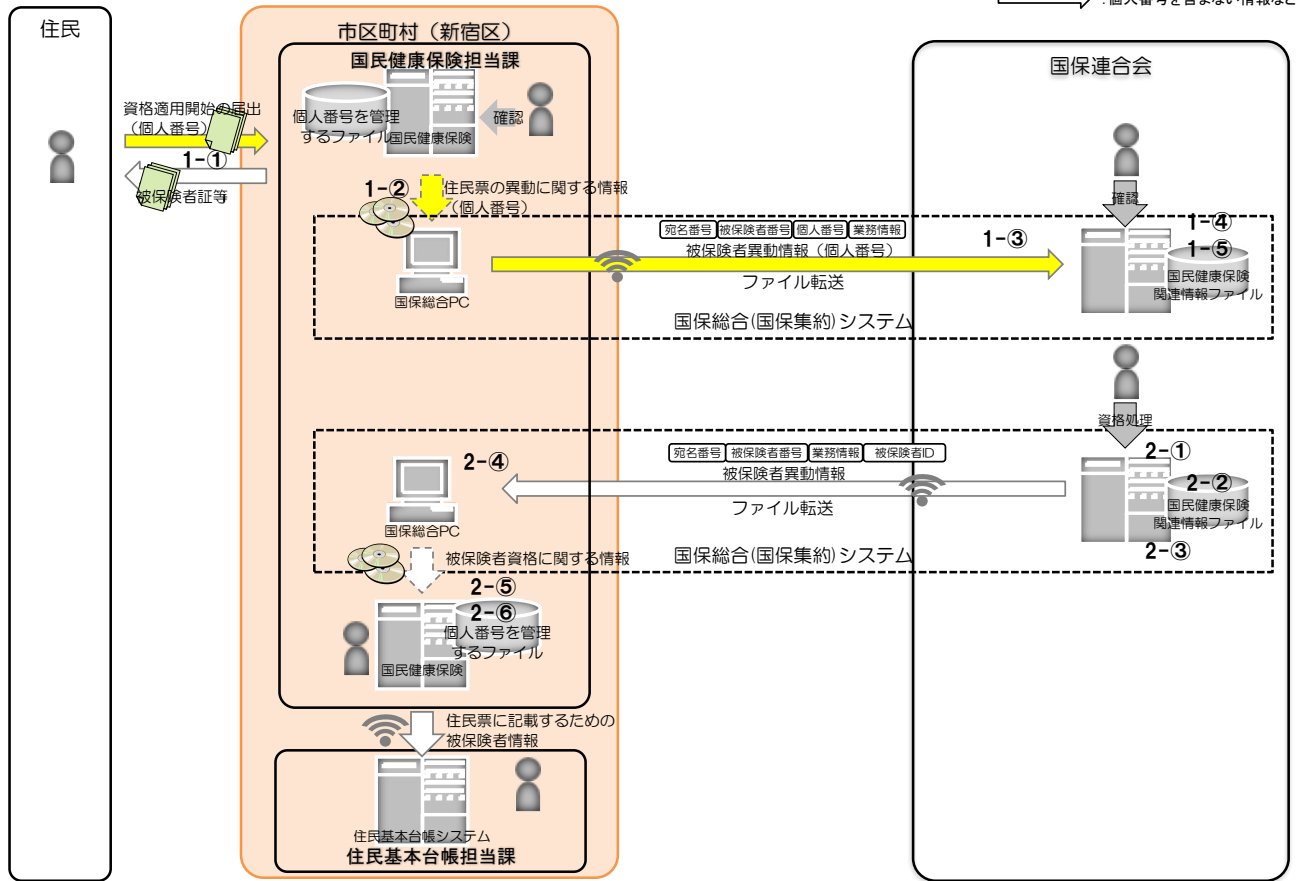 ：個人番号を含まない情報など
住民
市区町村（新宿区）
国民健康保険担当課
国保連合会
資格適用開始の届出
（個人番号）
1-①
被保険者証等
個人番号を管理
するファイル
国民健康保険
確認
1-②
住民票の異動に関する情報
（個人番号）
国保総合PC
宛名番号
被保険者番号
個人番号
業務情報
被保険者異動情報（個人番号）
ファイル転送
1-③
確認
1-④
1-⑤
国民健康保険
関連情報ファイル
国保総合(国保集約)システム
資格処理
2-①
2-②
国民健康保険
関連情報ファイル
2-③
宛名番号
被保険者番号
業務情報
被保険者ID
被保険者異動情報
ファイル転送
2-④
国保総合PC
国保総合(国保集約)システム
被保険者資格に関する情報
2-⑤
2-⑥
個人番号を管理
するファイル
国民健康保険
住民票に記載するための
被保険者情報
住民基本台帳システム
住民基本台帳担当課